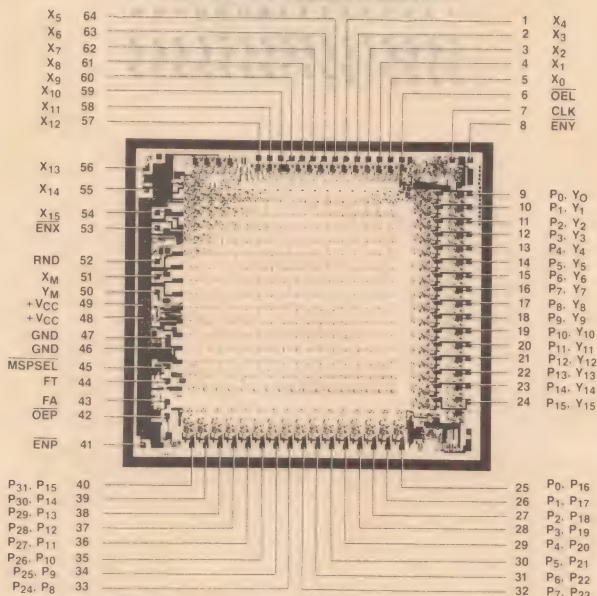 X5 64
X6 63
X7 62
X8 61
X9 60
X10 59
X11 58
X12 57
1 X4
2 X3
3 X2
4 X1
5 X0
6 OEL
7 CLK
8 ENY
X13 56
X14 55
X15 54
ENX 53
RND 52
XM 51
YM 50
+VCC 49
+VCC 48
GND 47
GND 46
MSPSEL 45
FT 44
FA 43
OEP 42
ENP 41
9 P0, Y0
10 P1, Y1
11 P2, Y2
12 P3, Y3
13 P4, Y4
14 P5, Y5
15 P6, Y6
16 P7, Y7
17 P8, Y8
18 P9, Y9
19 P10, Y10
20 P11, Y11
21 P12, Y12
22 P13, Y13
23 P14, Y14
24 P15, Y15
P31, P15 40
P30, P14 39
P29, P13 38
P28, P12 37
P27, P11 36
P26, P10 35
P25, P9 34
P24, P8 33
25 P0, P16
26 P1, P17
27 P2, P18
28 P3, P19
29 P4, P20
30 P5, P21
31 P6, P22
32 P7, P23